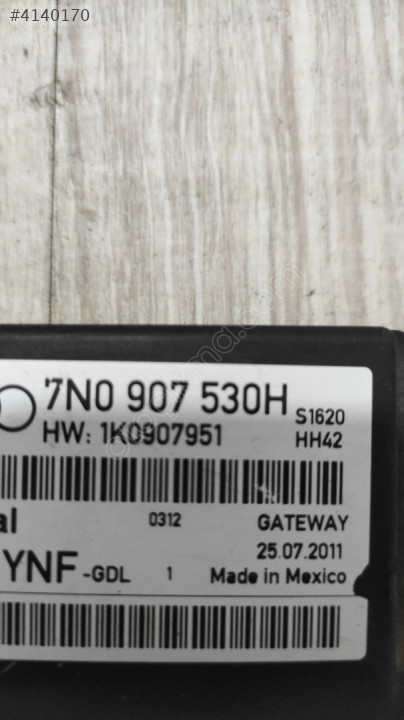 #4140170
7N0 907 530H
S1620
HW: 1K0907951
HH42
al 0312 GATEWAY
25.07.2011
YNF -GDL 1 Made in Mexico